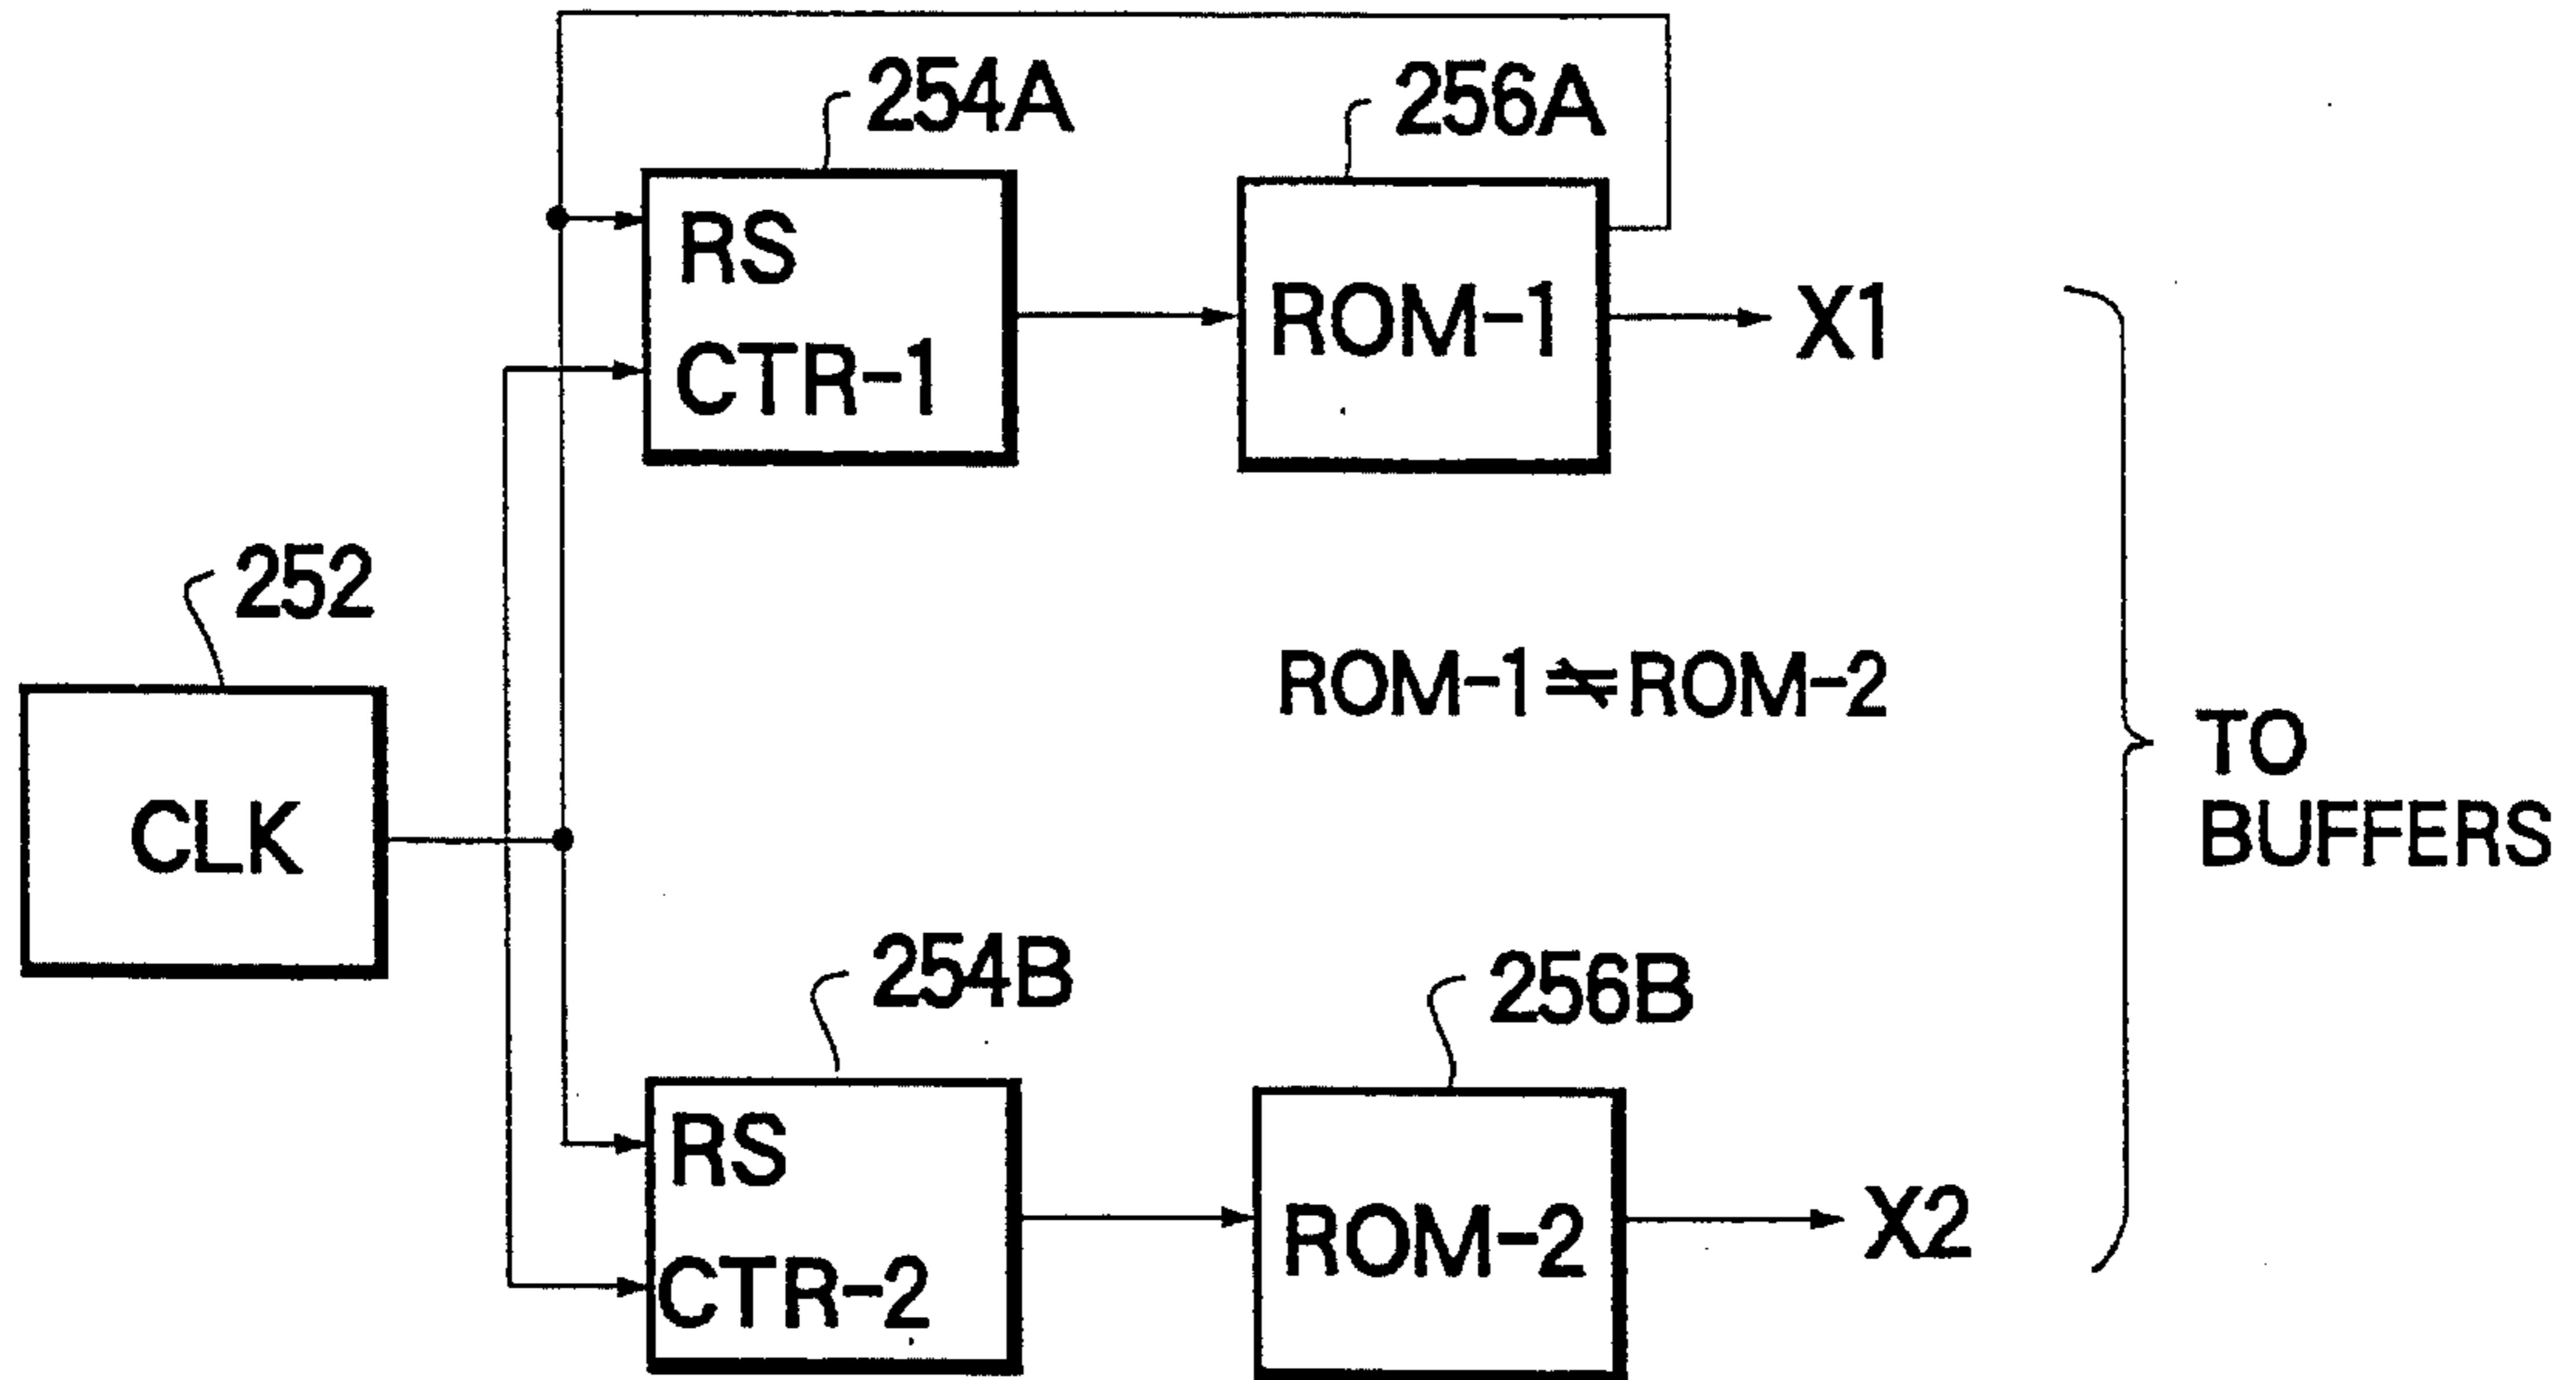 254A
256A
RS
CTR-1
ROM-1
X1
252
CLK
ROM-1≠ROM-2
TO
BUFFERS
254B
256B
RS
CTR-2
ROM-2
X2